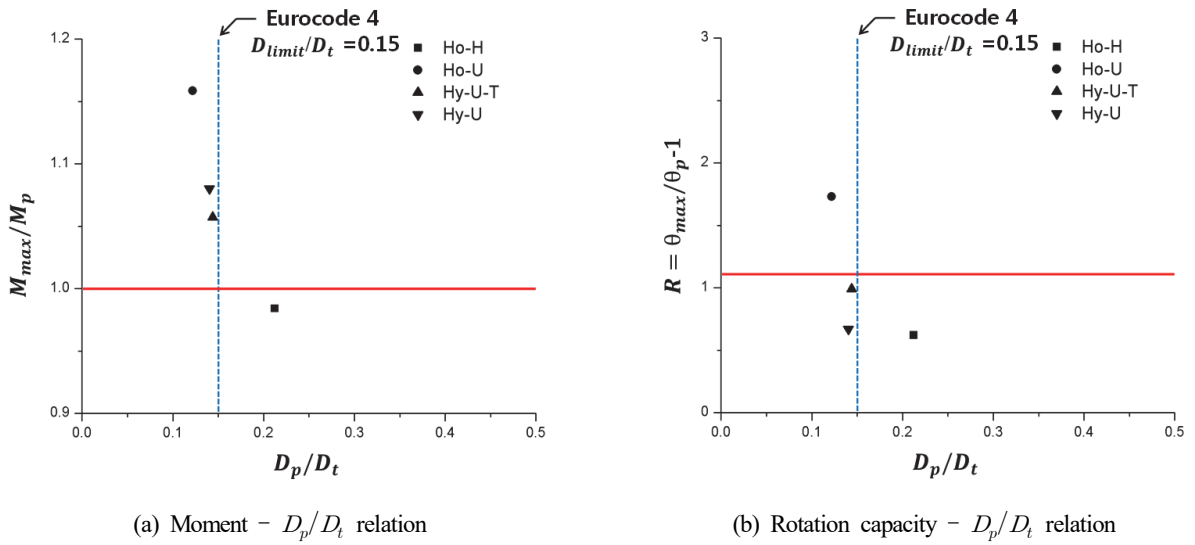 Eurocode 4
D_limit/D_t =0.15
Ho-H
Ho-U
Hy-U-T
Hy-U
1.2
1.1
1.0
0.9
M_max/M_p
0.0
0.1
0.2
0.3
0.4
0.5
D_p/D_t
(a) Moment - D_p/D_t relation
Eurocode 4
D_limit/D_t =0.15
Ho-H
Ho-U
Hy-U-T
Hy-U
3
2
1
0
R = θ_max/θ_p-1
0.0
0.1
0.2
0.3
0.4
0.5
D_p/D_t
(b) Rotation capacity - D_p/D_t relation